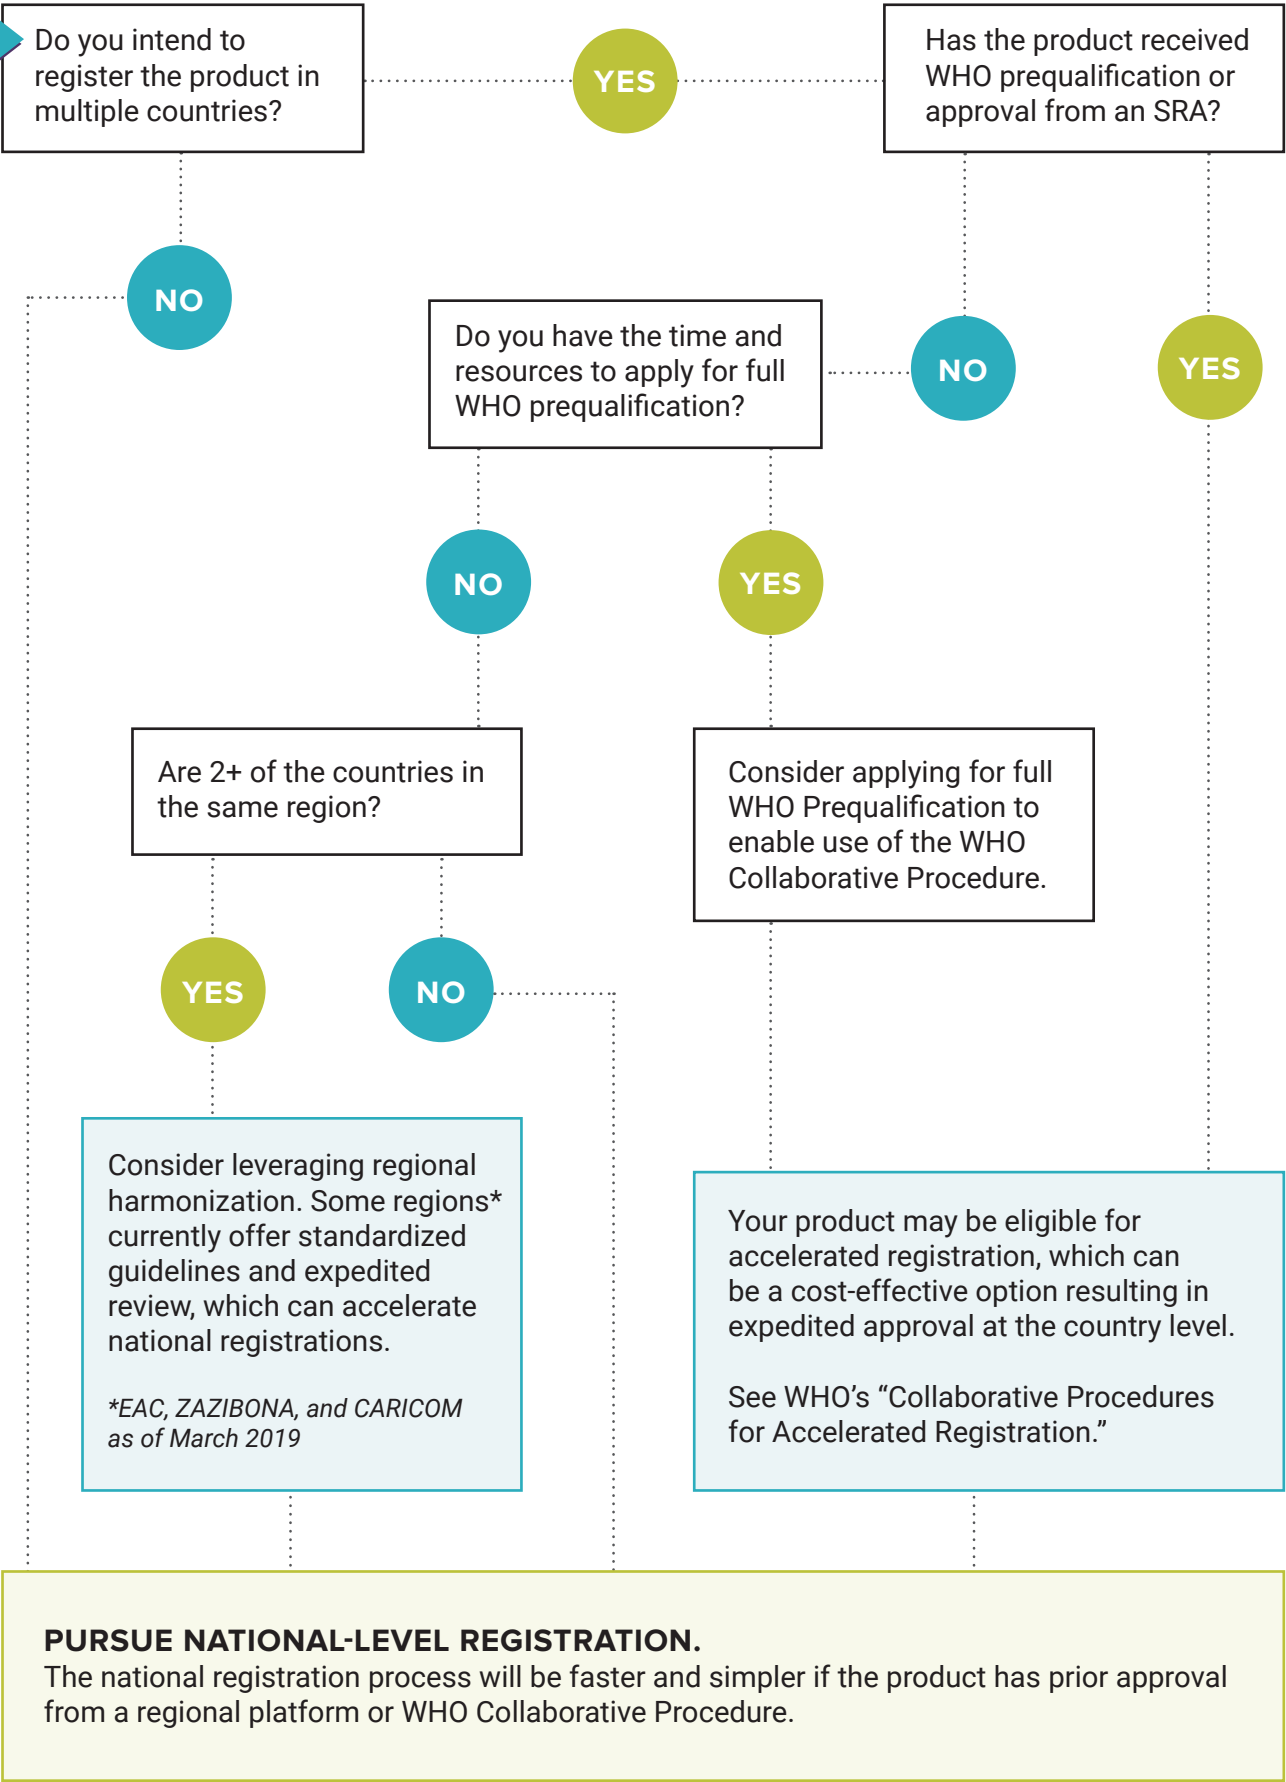 Do you intend to
register the product in
multiple countries?
YES
Has the product received
WHO prequalification or
approval from an SRA?
NO
Do you have the time and
resources to apply for full
WHO prequalification?
NO
YES
NO
YES
Are 2+ of the countries in
the same region?
Consider applying for full
WHO Prequalification to
enable use of the WHO
Collaborative Procedure.
YES
NO
Consider leveraging regional
harmonization. Some regions*
currently offer standardized
guidelines and expedited
review, which can accelerate
national registrations.
*EAC, ZAZIBONA, and CARICOM
as of March 2019
Your product may be eligible for
accelerated registration, which can
be a cost-effective option resulting in
expedited approval at the country level.
See WHO’s “Collaborative Procedures
for Accelerated Registration.”
PURSUE NATIONAL-LEVEL REGISTRATION.
The national registration process will be faster and simpler if the product has prior approval
from a regional platform or WHO Collaborative Procedure.